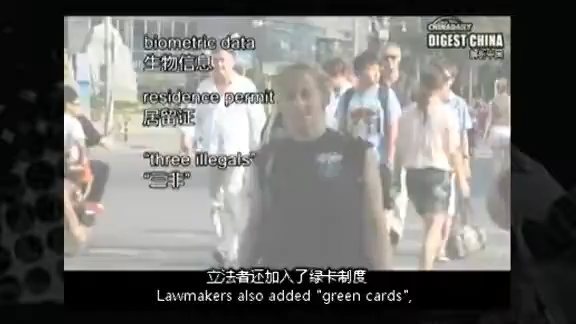 CHINADAILY
DIGEST CHINA
biometric data
生物信息
residence permit
居留证
"three illegals"
"三非"
立法者还加入了绿卡制度
Lawmakers also added "green cards",